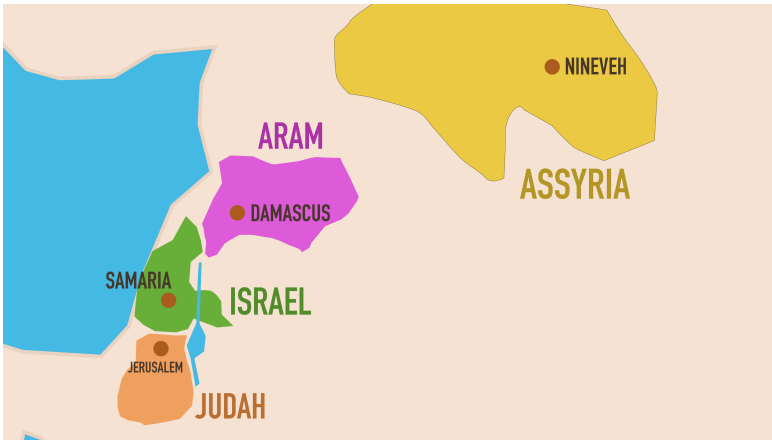 NINEVEH
ARAM
ASSYRIA
DAMASCUS
SAMARIA
ISRAEL
JERUSALEM
JUDAH